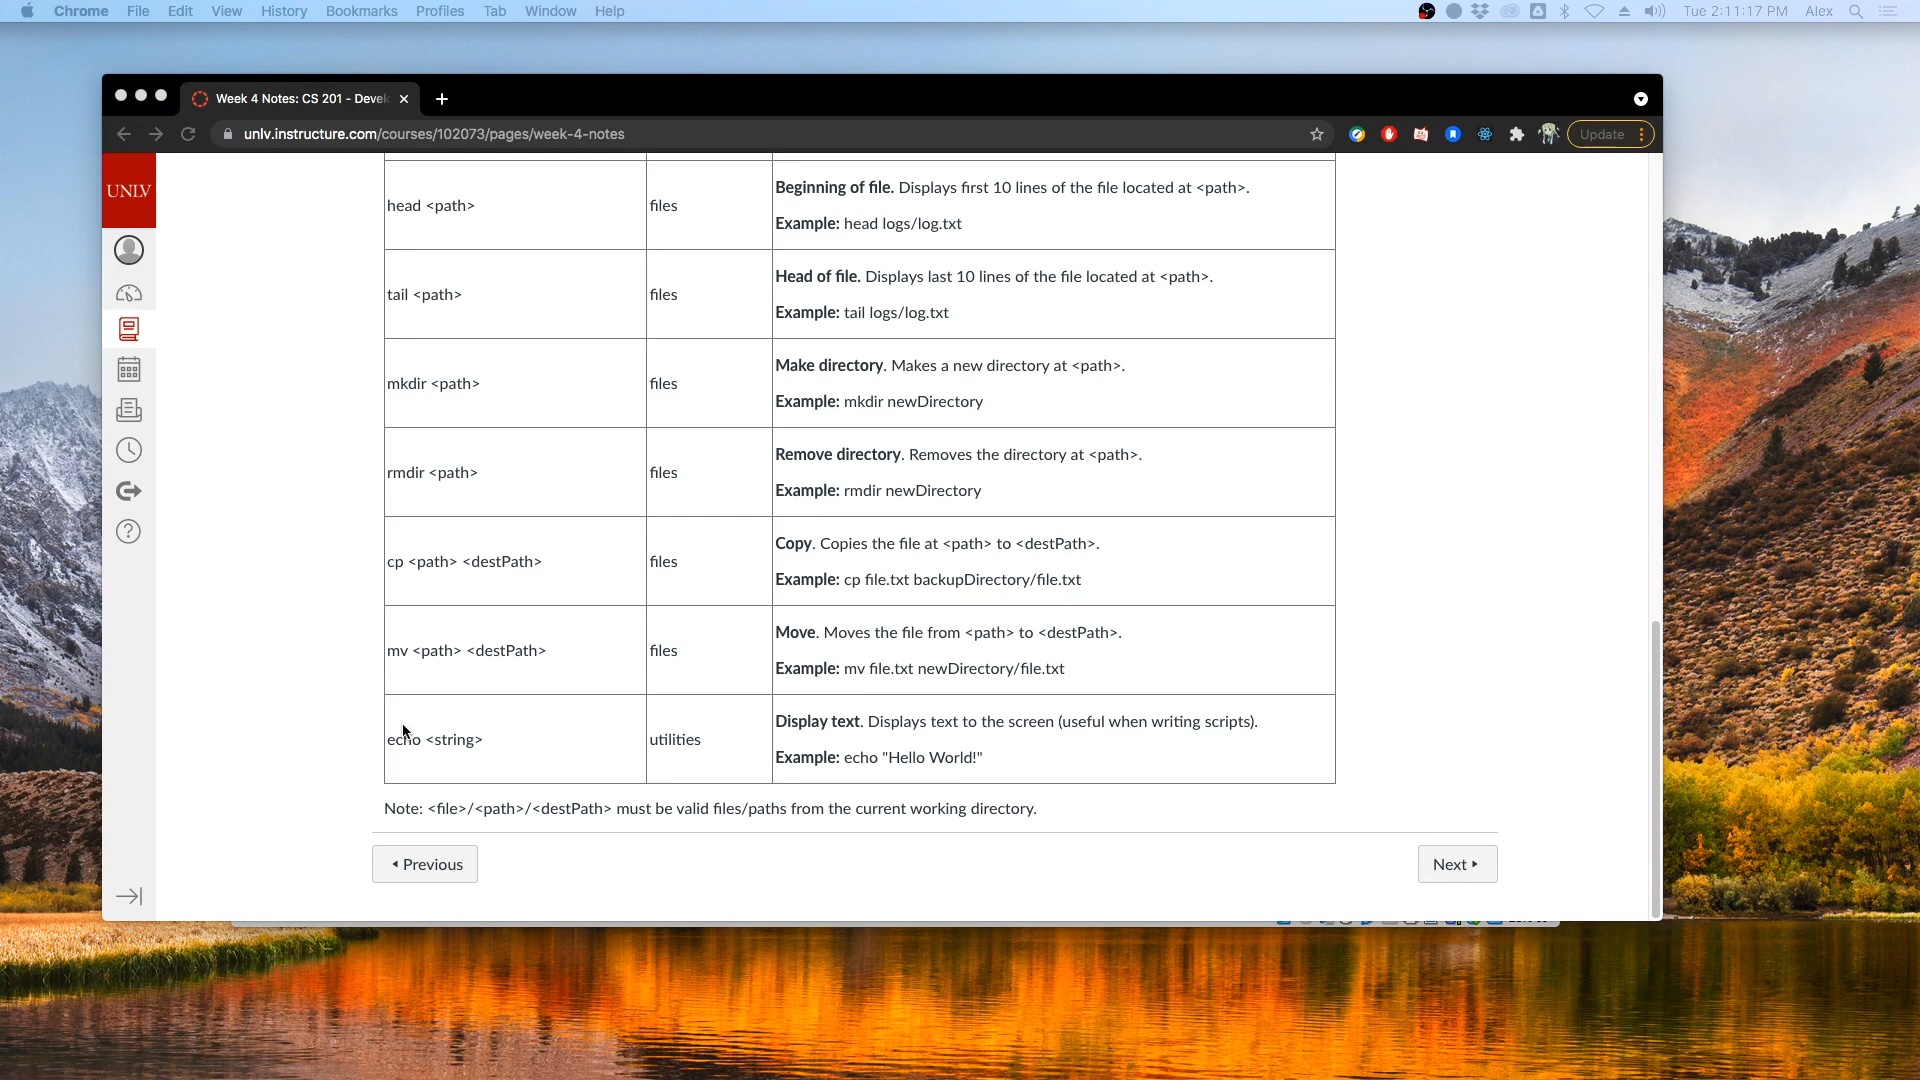 Chrome File Edit View History Bookmarks Profiles Tab Window Help
Tue 2:11:17 PM Alex
Week 4 Notes: CS 201 - Devel
unlv.instructure.com/courses/102073/pages/week-4-notes
Update
UNLV
head <path>
files
Beginning of file. Displays first 10 lines of the file located at <path>.
Example: head logs/log.txt
tail <path>
files
Head of file. Displays last 10 lines of the file located at <path>.
Example: tail logs/log.txt
mkdir <path>
files
Make directory. Makes a new directory at <path>.
Example: mkdir newDirectory
rmdir <path>
files
Remove directory. Removes the directory at <path>.
Example: rmdir newDirectory
cp <path> <destPath>
files
Copy. Copies the file at <path> to <destPath>.
Example: cp file.txt backupDirectory/file.txt
mv <path> <destPath>
files
Move. Moves the file from <path> to <destPath>.
Example: mv file.txt newDirectory/file.txt
echo <string>
utilities
Display text. Displays text to the screen (useful when writing scripts).
Example: echo "Hello World!"
Note: <file>/<path>/<destPath> must be valid files/paths from the current working directory.
Previous
Next